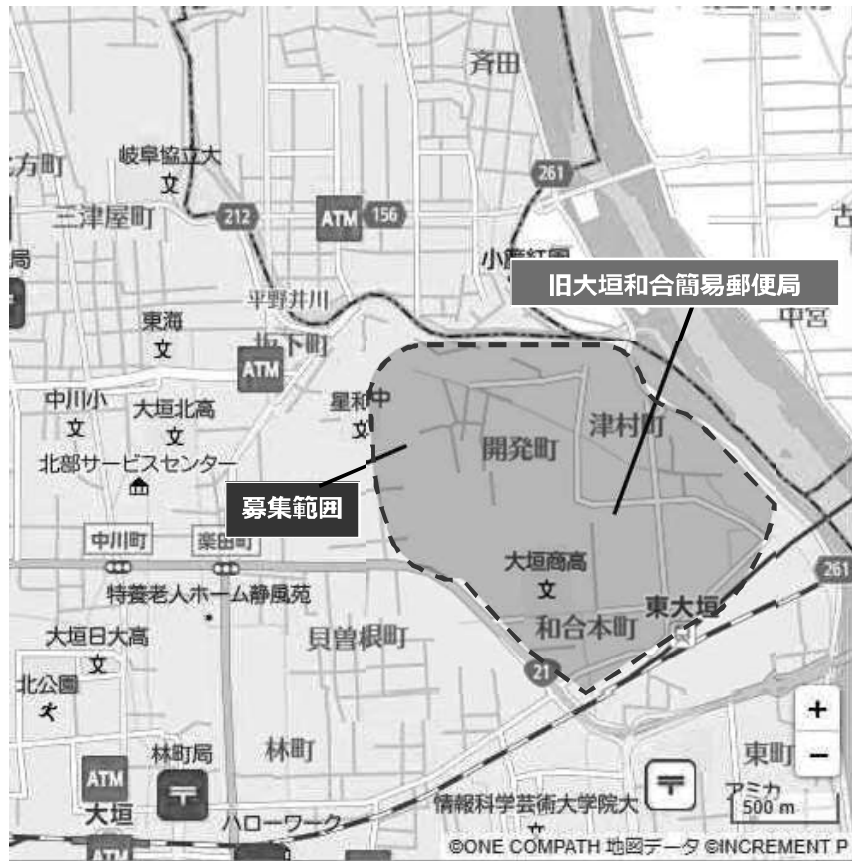 斉田
岐阜協立大
方町
261
三津屋町
212
ATM
156
局
旧大垣和合簡易郵便局
平野井川
東海
坂下町
中宮
ATM
中川小
大垣北高
星和中
津村町
開発町
北部サービスセンター
募集範囲
中川町
楽田町
大垣商高
261
特養老人ホーム静風苑
東大垣
大垣日大高
貝曽根町
和合本町
北公園
21
+
林町局
林町
東町
−
ATM
アミカ
大垣
情報科学芸術大学院大
500 m
ハローワーク
ATM
©ONE COMPATH 地図データ ©INCREMENT P